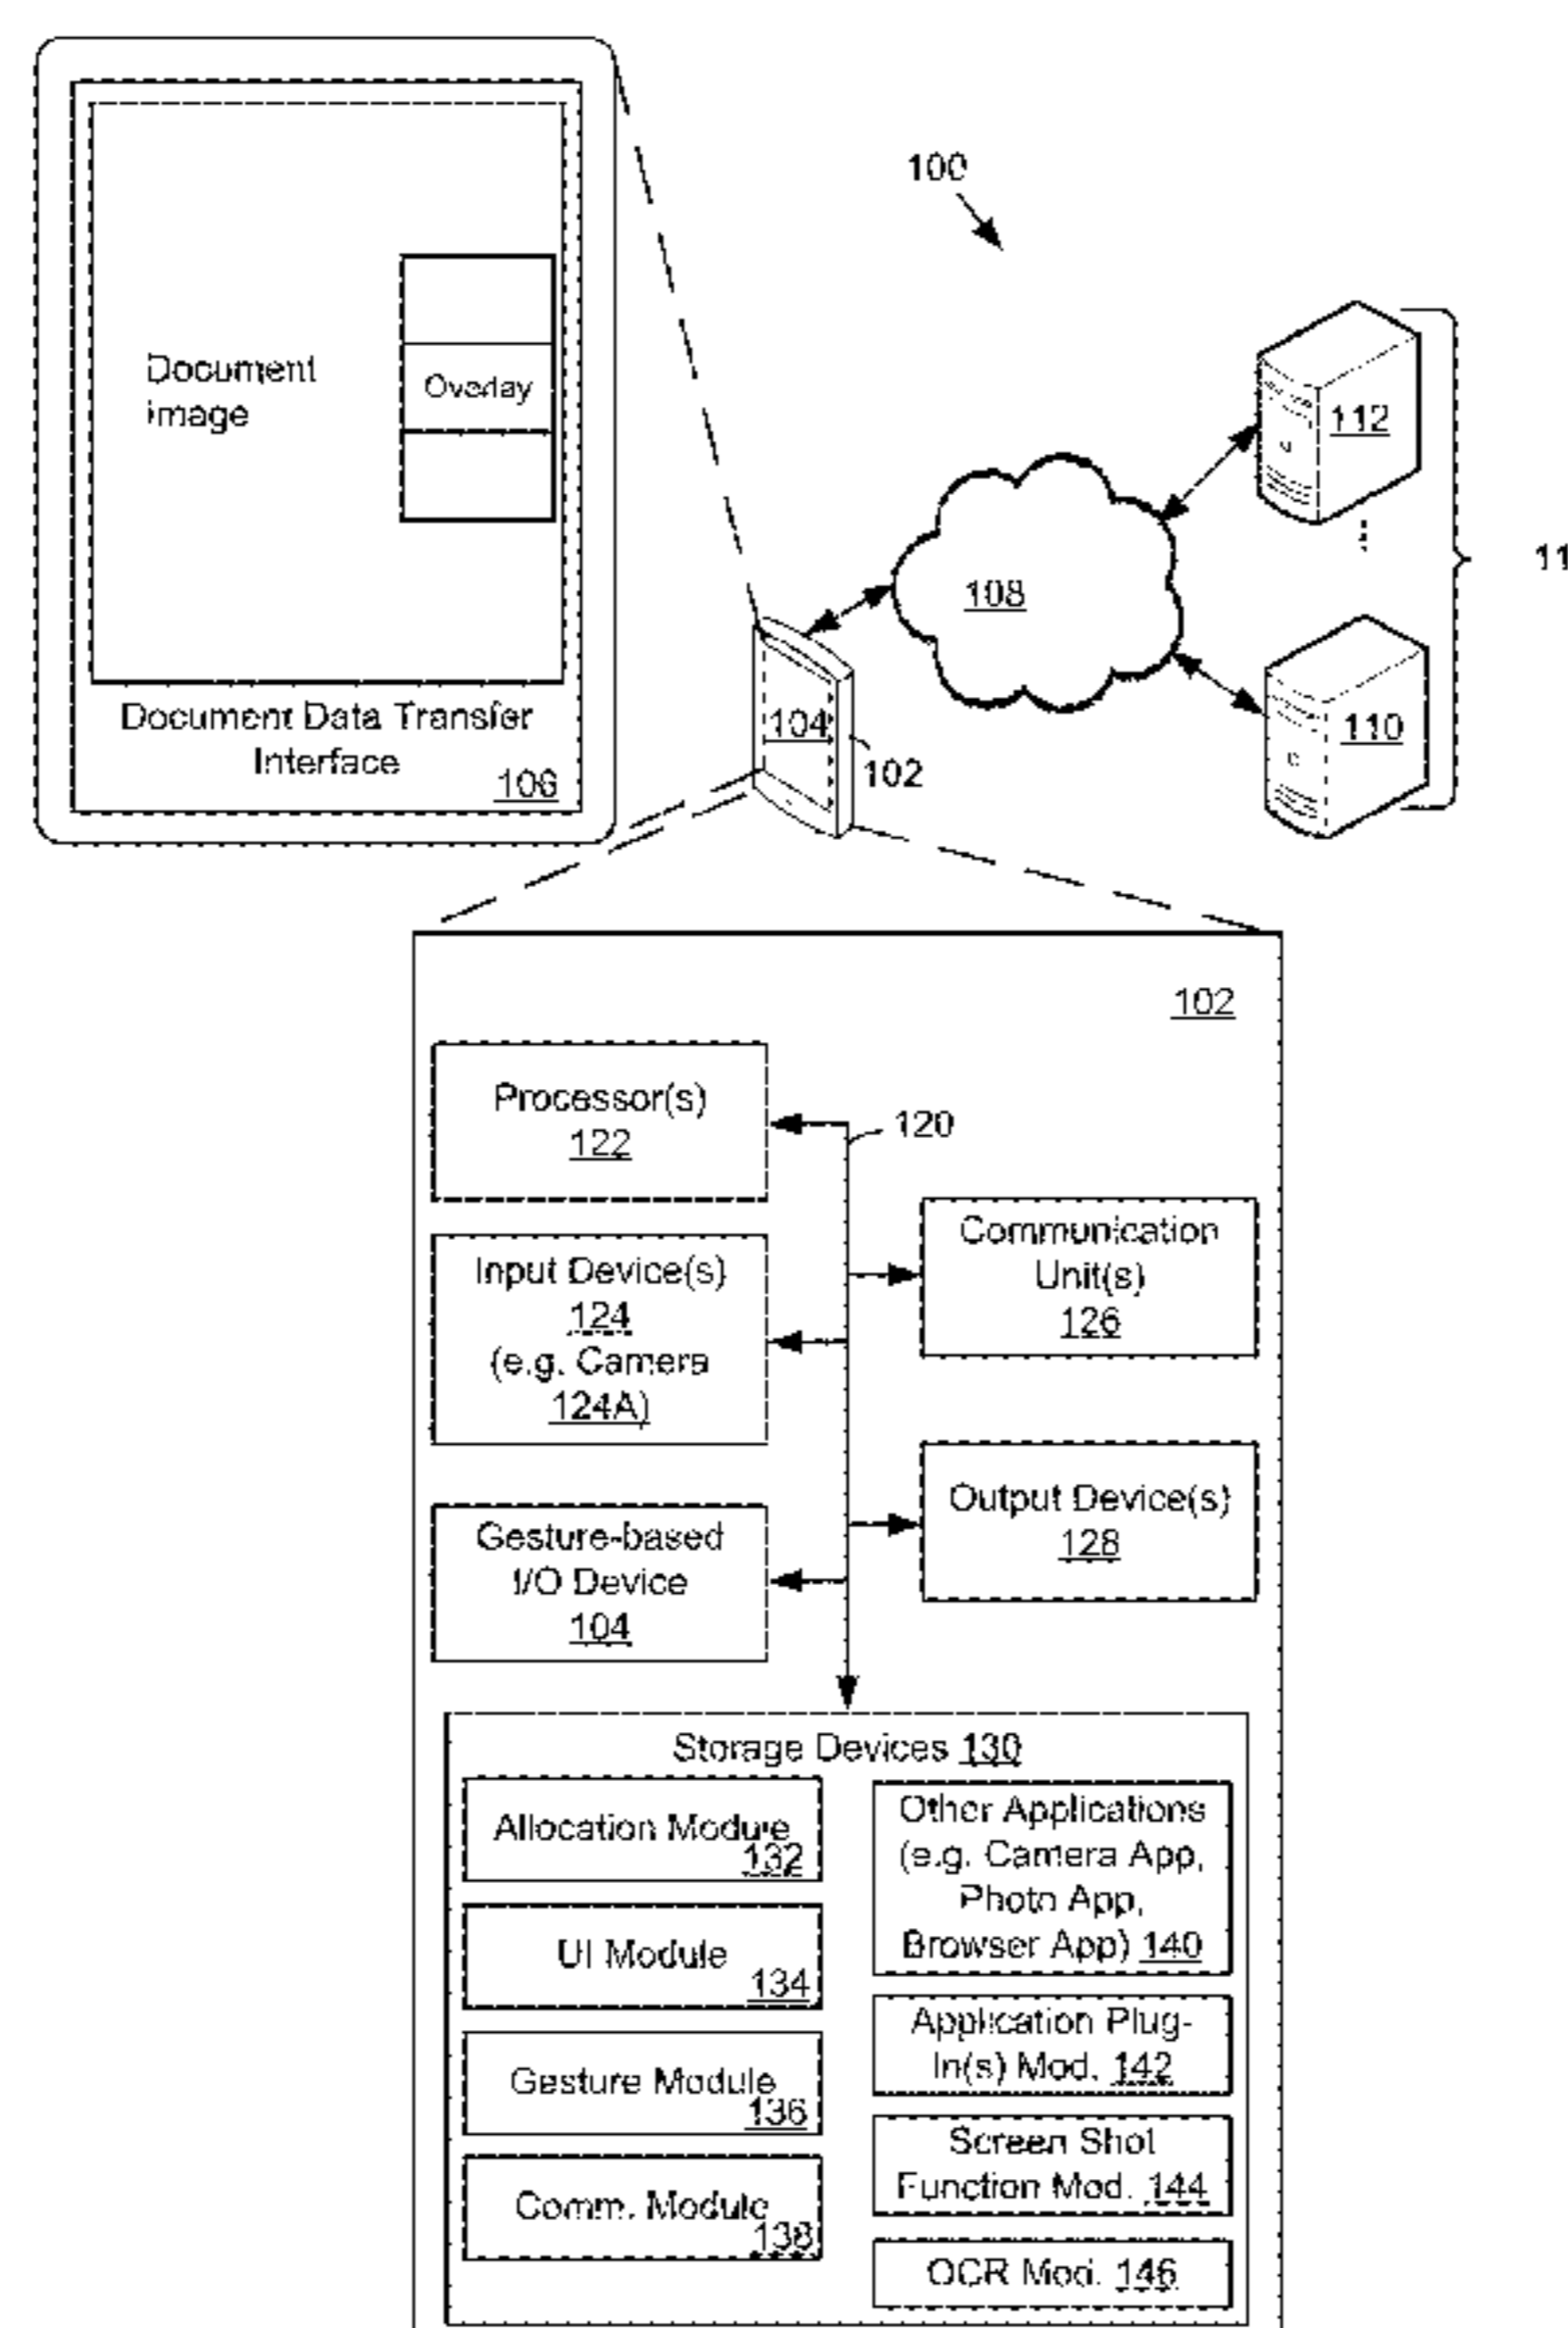 100
Document
image
Overlay
Document Data Transfer
Interface
106
112
108
11
110
104
102
102
Processor(s)
122
120
Input Device(s)
124
(e.g. Camera
124A)
Communication
Unit(s)
126
Gesture-based
I/O Device
104
Output Device(s)
128
Storage Devices 130
Allocation Module
132
UI Module
134
Gesture Module
136
Comm. Module
138
Other Applications
(e.g. Camera App,
Photo App,
Browser App) 140
Application Plug-
In(s) Mod. 142
Screen Shot
Function Mod. 144
OCR Mod. 146